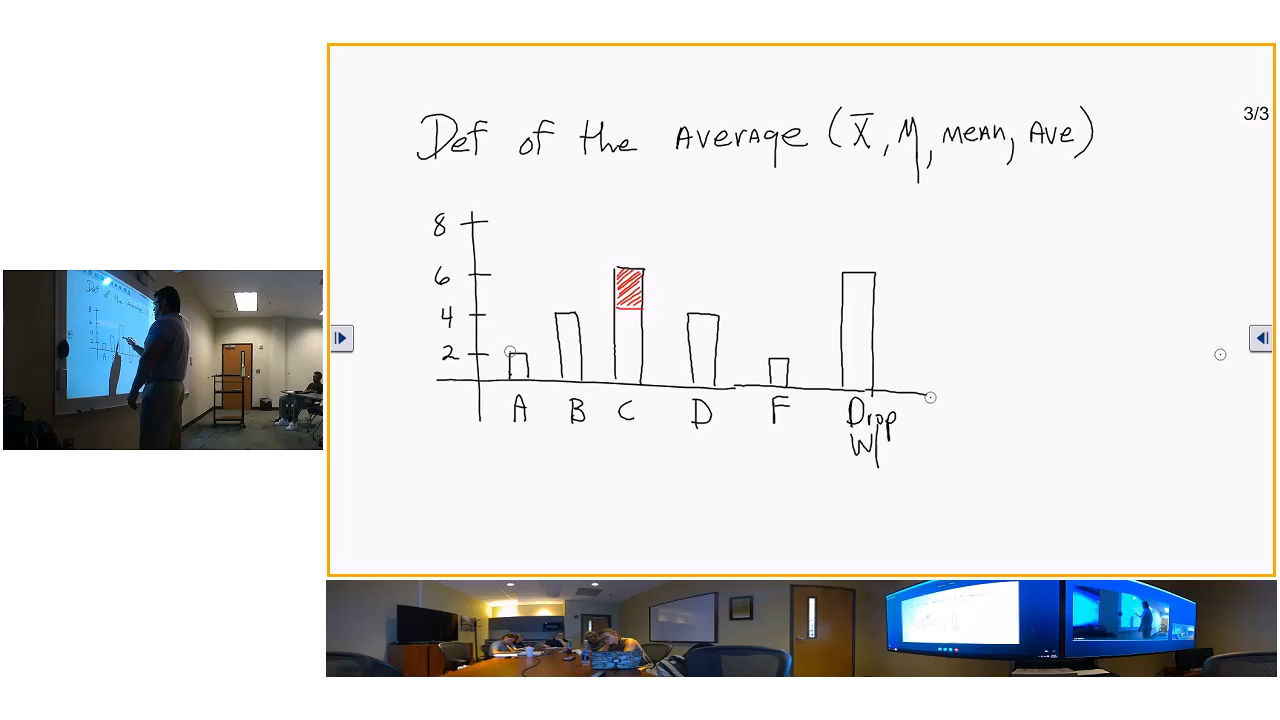 3/3
Def of the Average (X̄, M, mean, Ave)
8
6
4
2
A B C D F Drop
W/